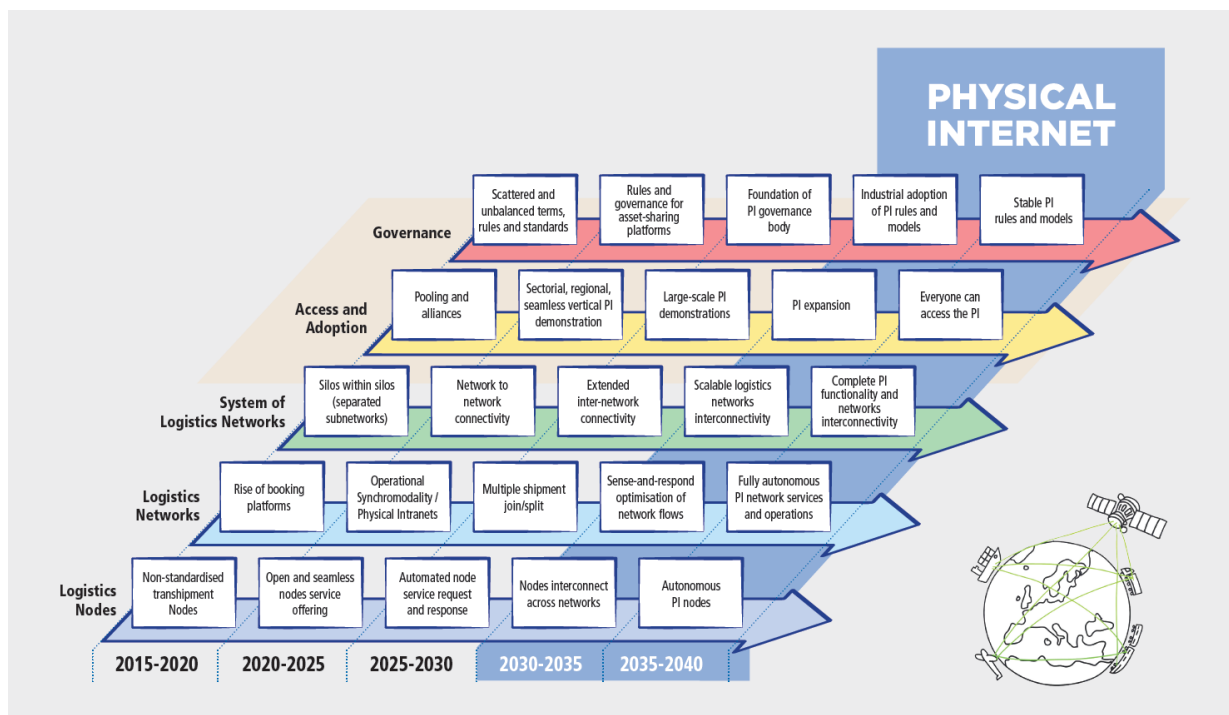 PHYSICAL
INTERNET
Governance
Scattered and
unbalanced terms,
rules and standards
Rules and
governance for
asset-sharing
platforms
Foundation of
PI governance
body
Industrial adoption
of PI rules and
models
Stable PI
rules and models
Access and
Adoption
Pooling and
alliances
Sectorial, regional,
seamless vertical PI
demonstration
Large-scale PI
demonstrations
PI expansion
Everyone can
access the PI
System of
Logistics Networks
Silos within silos
(separated
subnetworks)
Network to
network
connectivity
Extended
inter-network
connectivity
Scalable logistics
networks
interconnectivity
Complete PI
functionality and
networks
interconnectivity
Logistics
Networks
Rise of booking
platforms
Operational
Synchromodality /
Physical Intranets
Multiple shipment
join/split
Sense-and-respond
optimisation of
network flows
Fully autonomous
PI network services
and operations
Logistics
Nodes
Non-standardised
transhipment
Nodes
Open and seamless
nodes service
offering
Automated node
service request
and response
Nodes interconnect
across networks
Autonomous
PI nodes
2015-2020
2020-2025
2025-2030
2030-2035
2035-2040